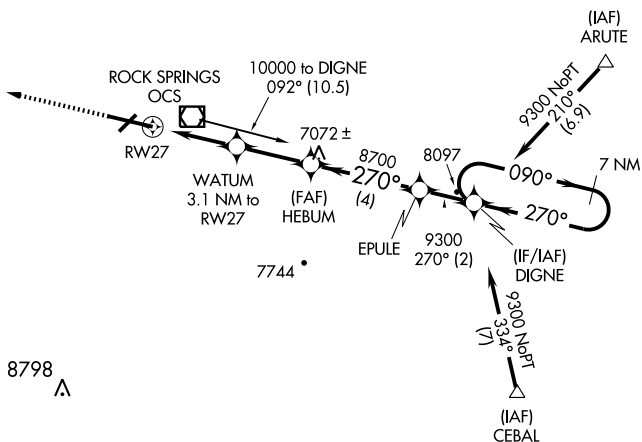 (IAF)
ARUTE
10000 to DIGNE
092° (10.5)
ROCK SPRINGS
OCS
9300 NoPT
210°
(6.9)
7072 ±
RW27
8700
8097
7 NM
090°
270°
(4)
270°
WATUM
3.1 NM to
RW27
(FAF)
HEBUM
EPULE
9300
270° (2)
(IF/IAF)
DIGNE
7744
9300 NoPT
334°
(7)
8798
(IAF)
CEBAL